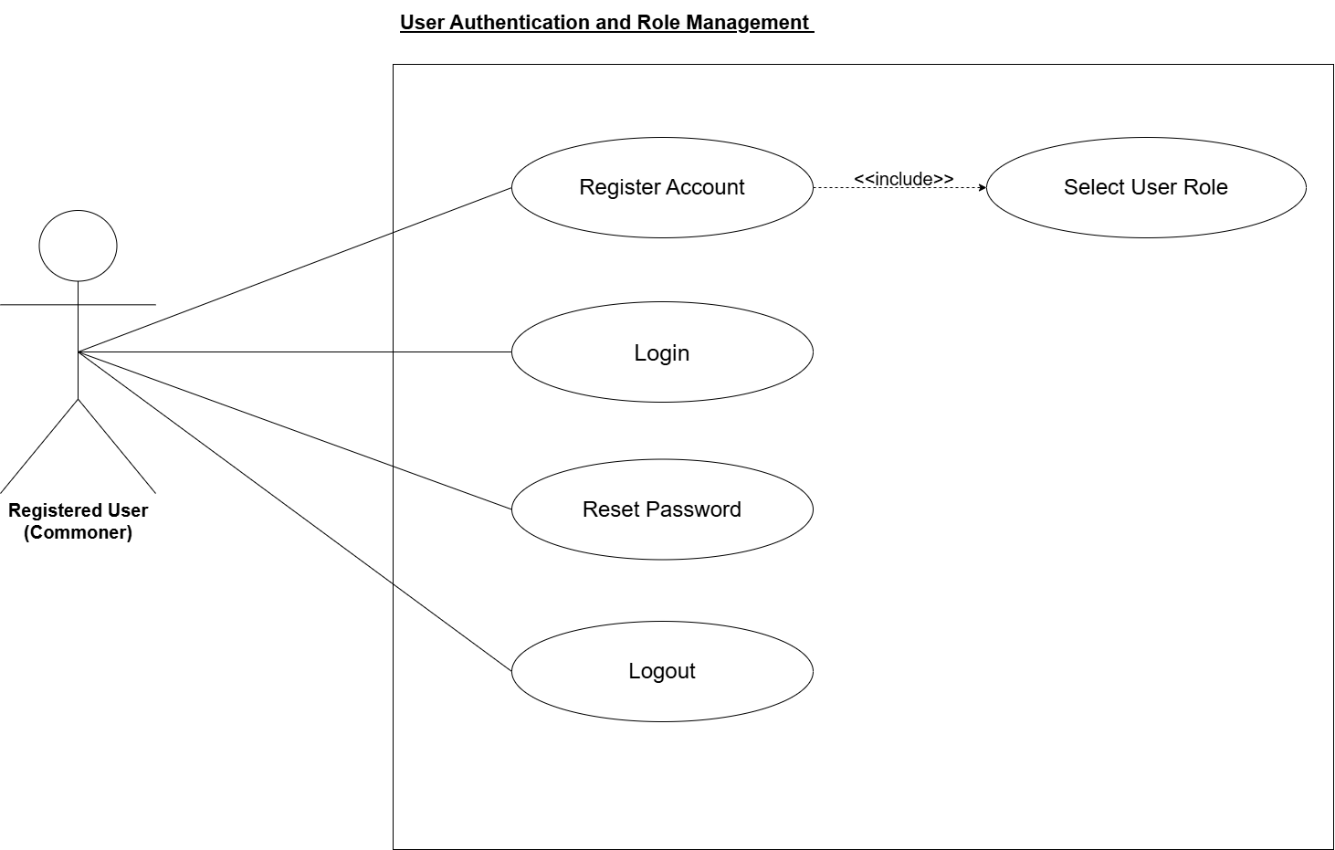 User Authentication and Role Management
Register Account
<<include>>
Select User Role
Login
Registered User
(Commoner)
Reset Password
Logout